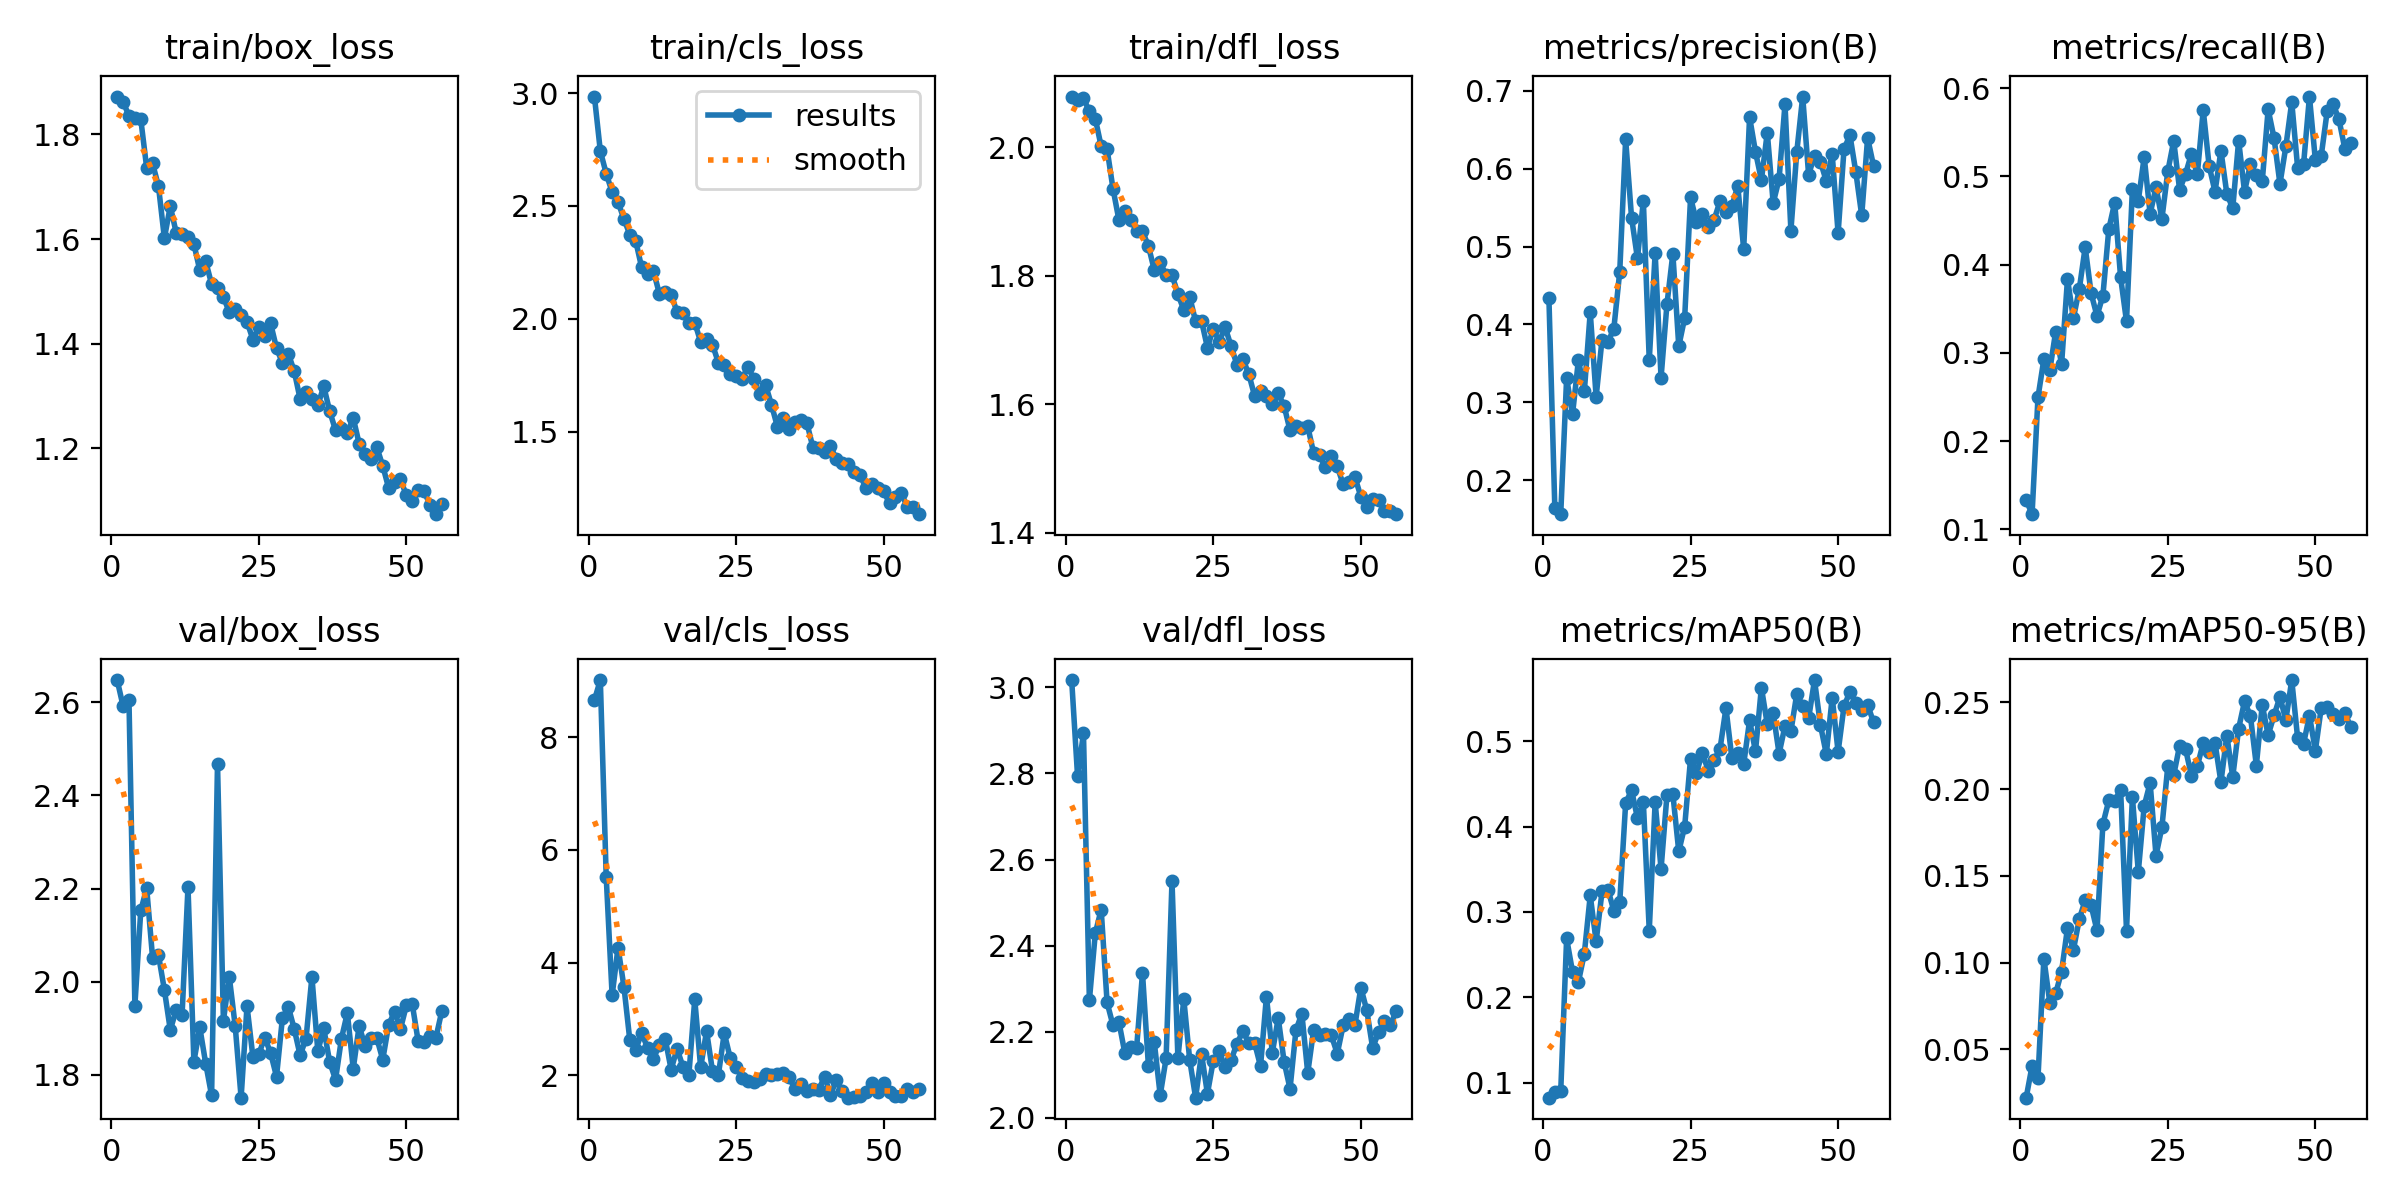 train/box_loss
1.8
1.6
1.4
1.2
0 25 50
train/cls_loss
3.0
2.5
2.0
1.5
results
smooth
0 25 50
train/dfl_loss
2.0
1.8
1.6
1.4
0 25 50
metrics/precision(B)
0.7
0.6
0.5
0.4
0.3
0.2
0 25 50
metrics/recall(B)
0.6
0.5
0.4
0.3
0.2
0.1
0 25 50
val/box_loss
2.6
2.4
2.2
2.0
1.8
0 25 50
val/cls_loss
8
6
4
2
0 25 50
val/dfl_loss
3.0
2.8
2.6
2.4
2.2
2.0
0 25 50
metrics/mAP50(B)
0.5
0.4
0.3
0.2
0.1
0 25 50
metrics/mAP50-95(B)
0.25
0.20
0.15
0.10
0.05
0 25 50